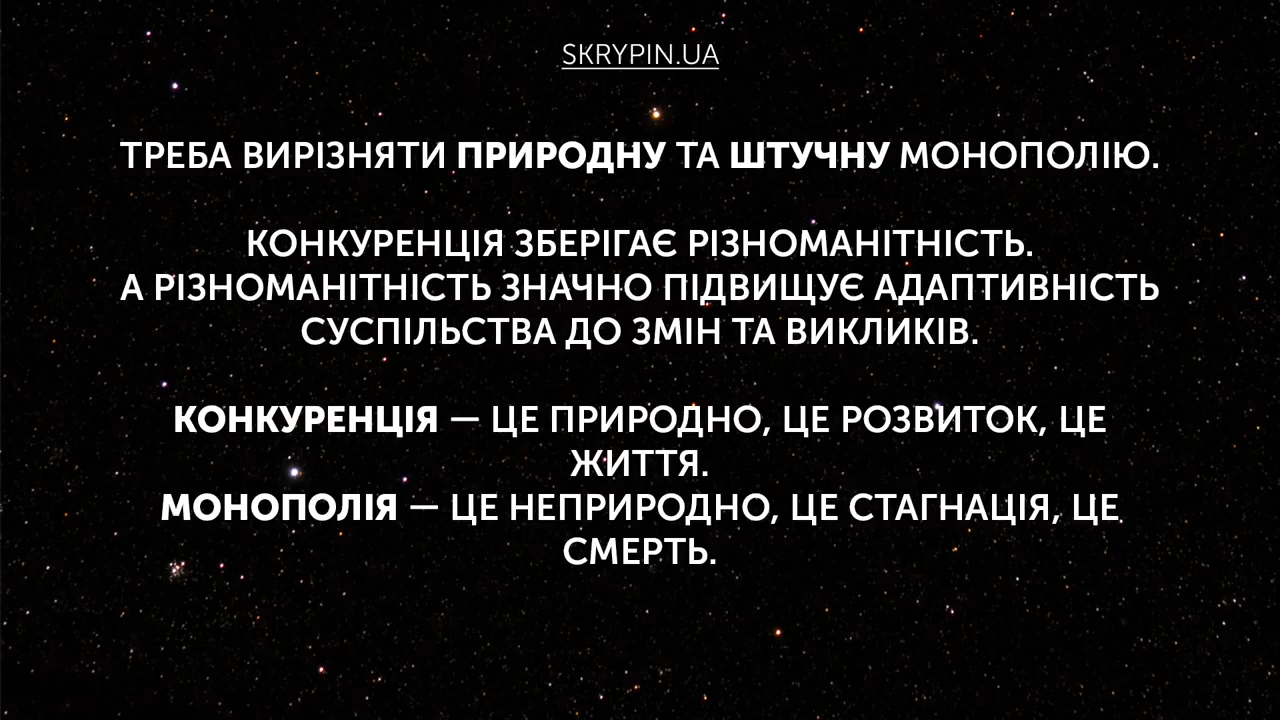 SKRYPIN.UA
ТРЕБА ВИРІЗНЯТИ ПРИРОДНУ ТА ШТУЧНУ МОНОПОЛІЮ.
КОНКУРЕНЦІЯ ЗБЕРІГАЄ РІЗНОМАНІТНІСТЬ.
А РІЗНОМАНІТНІСТЬ ЗНАЧНО ПІДВИЩУЄ АДАПТИВНІСТЬ
СУСПІЛЬСТВА ДО ЗМІН ТА ВИКЛИКІВ.
КОНКУРЕНЦІЯ — ЦЕ ПРИРОДНО, ЦЕ РОЗВИТОК, ЦЕ
ЖИТТЯ.
МОНОПОЛІЯ — ЦЕ НЕПРИРОДНО, ЦЕ СТАГНАЦІЯ, ЦЕ
СМЕРТЬ.